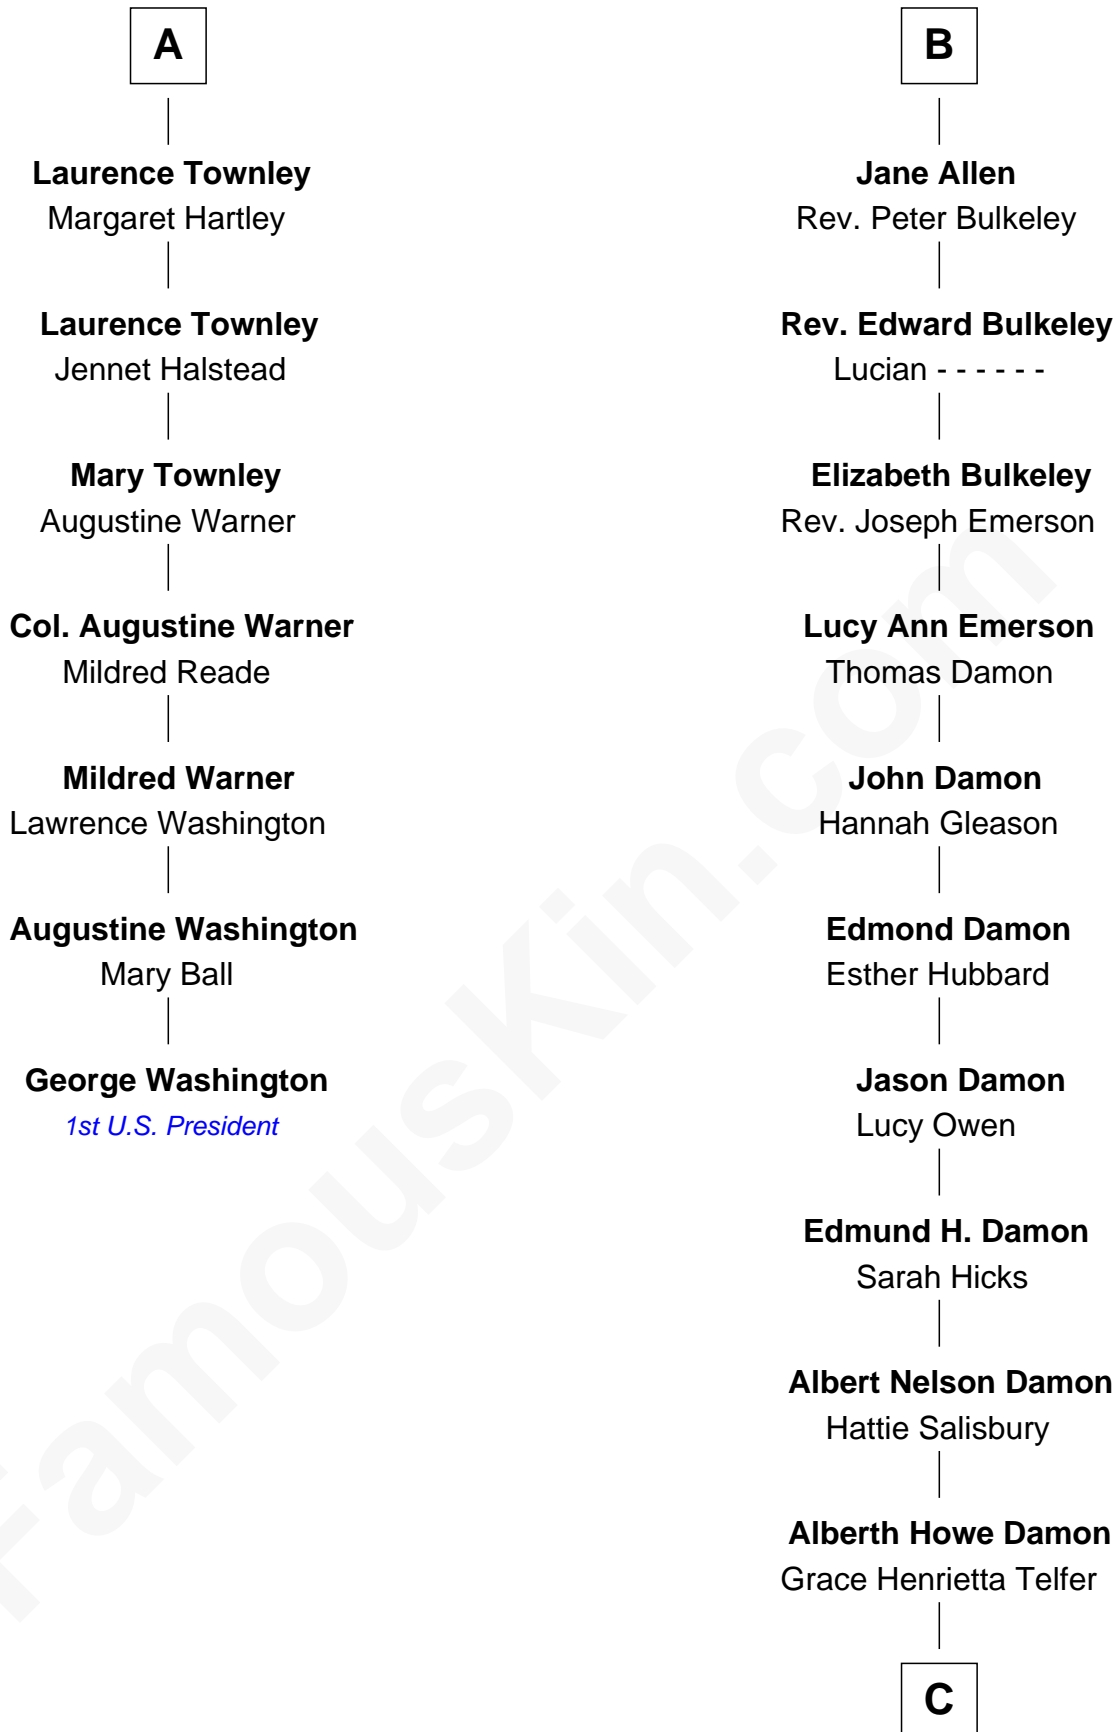 A
Laurence Townley
Margaret Hartley
Laurence Townley
Jennet Halstead
Mary Townley
Augustine Warner
Col. Augustine Warner
Mildred Reade
Mildred Warner
Lawrence Washington
Augustine Washington
Mary Ball
George Washington
1st U.S. President
B
Jane Allen
Rev. Peter Bulkeley
Rev. Edward Bulkeley
Lucian - - - - - -
Elizabeth Bulkeley
Rev. Joseph Emerson
Lucy Ann Emerson
Thomas Damon
John Damon
Hannah Gleason
Edmond Damon
Esther Hubbard
Jason Damon
Lucy Owen
Edmund H. Damon
Sarah Hicks
Albert Nelson Damon
Hattie Salisbury
Alberth Howe Damon
Grace Henrietta Telfer
C
FamousKin.com